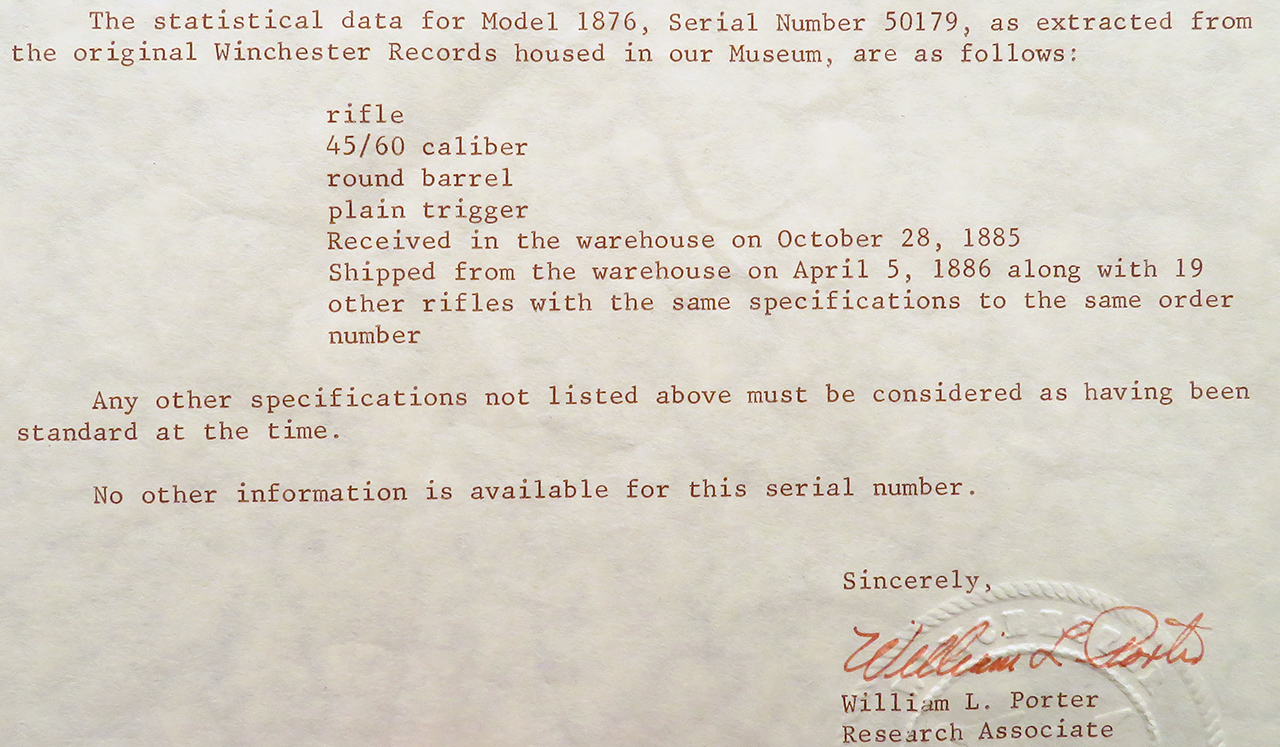 The statistical data for Model 1876, Serial Number 50179, as extracted from
the original Winchester Records housed in our Museum, are as follows:
rifle
45/60 caliber
round barrel
plain trigger
Received in the warehouse on October 28, 1885
Shipped from the warehouse on April 5, 1886 along with 19
other rifles with the same specifications to the same order
number
Any other specifications not listed above must be considered as having been
standard at the time.
No other information is available for this serial number.
Sincerely,
William L. Porter
William L. Porter
Research Associate